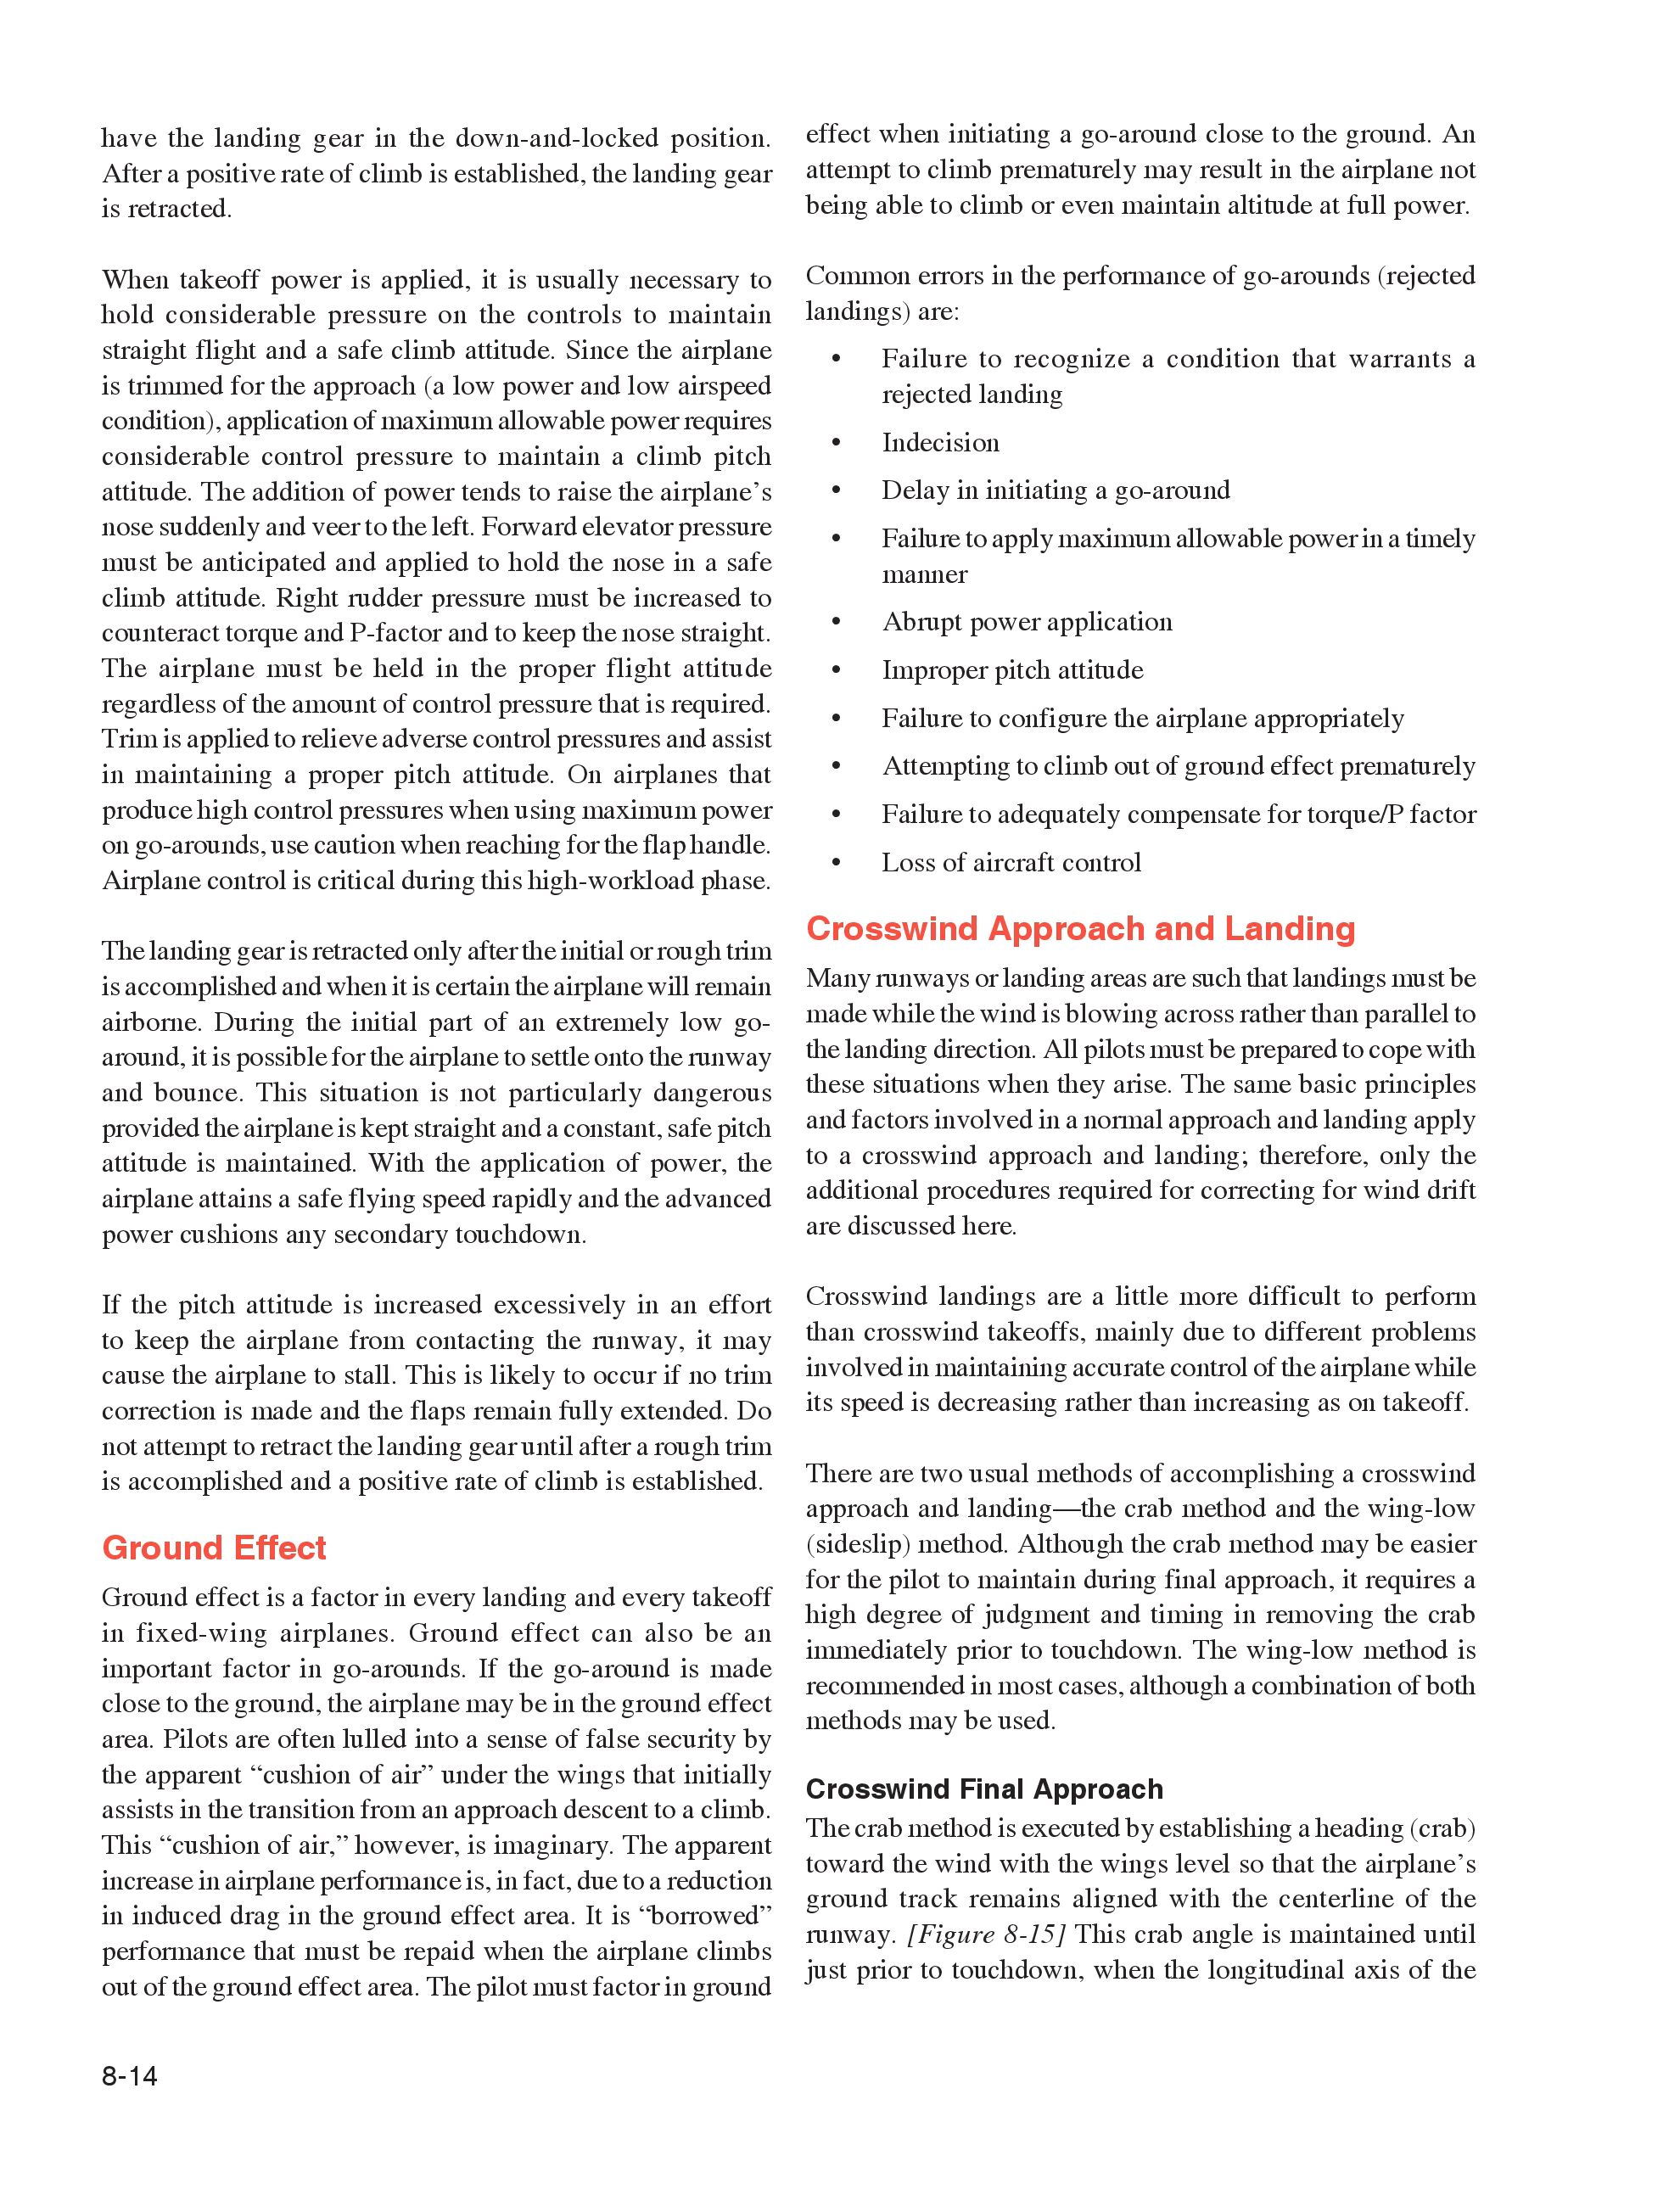 have the landing gear in the down-and-locked position.
After a positive rate of climb is established, the landing gear
is retracted.
When takeoff power is applied, it is usually necessary to
hold considerable pressure on the controls to maintain
straight flight and a safe climb attitude. Since the airplane
is trimmed for the approach (a low power and low airspeed
condition), application of maximum allowable power requires
considerable control pressure to maintain a climb pitch
attitude. The addition of power tends to raise the airplane’s
nose suddenly and veer to the left. Forward elevator pressure
must be anticipated and applied to hold the nose in a safe
climb attitude. Right rudder pressure must be increased to
counteract torque and P-factor and to keep the nose straight.
The airplane must be held in the proper flight attitude
regardless of the amount of control pressure that is required.
Trim is applied to relieve adverse control pressures and assist
in maintaining a proper pitch attitude. On airplanes that
produce high control pressures when using maximum power
on go-arounds, use caution when reaching for the flap handle.
Airplane control is critical during this high-workload phase.
The landing gear is retracted only after the initial or rough trim
is accomplished and when it is certain the airplane will remain
airborne. During the initial part of an extremely low go-
around, it is possible for the airplane to settle onto the runway
and bounce. This situation is not particularly dangerous
provided the airplane is kept straight and a constant, safe pitch
attitude is maintained. With the application of power, the
airplane attains a safe flying speed rapidly and the advanced
power cushions any secondary touchdown.
If the pitch attitude is increased excessively in an effort
to keep the airplane from contacting the runway, it may
cause the airplane to stall. This is likely to occur if no trim
correction is made and the flaps remain fully extended. Do
not attempt to retract the landing gear until after a rough trim
is accomplished and a positive rate of climb is established.
Ground Effect
Ground effect is a factor in every landing and every takeoff
in fixed-wing airplanes. Ground effect can also be an
important factor in go-arounds. If the go-around is made
close to the ground, the airplane may be in the ground effect
area. Pilots are often lulled into a sense of false security by
the apparent “cushion of air” under the wings that initially
assists in the transition from an approach descent to a climb.
This “cushion of air,” however, is imaginary. The apparent
increase in airplane performance is, in fact, due to a reduction
in induced drag in the ground effect area. It is “borrowed”
performance that must be repaid when the airplane climbs
out of the ground effect area. The pilot must factor in ground
effect when initiating a go-around close to the ground. An
attempt to climb prematurely may result in the airplane not
being able to climb or even maintain altitude at full power.
Common errors in the performance of go-arounds (rejected
landings) are:
• Failure to recognize a condition that warrants a
rejected landing
• Indecision
• Delay in initiating a go-around
• Failure to apply maximum allowable power in a timely
manner
• Abrupt power application
• Improper pitch attitude
• Failure to configure the airplane appropriately
• Attempting to climb out of ground effect prematurely
• Failure to adequately compensate for torque/P factor
• Loss of aircraft control
Crosswind Approach and Landing
Many runways or landing areas are such that landings must be
made while the wind is blowing across rather than parallel to
the landing direction. All pilots must be prepared to cope with
these situations when they arise. The same basic principles
and factors involved in a normal approach and landing apply
to a crosswind approach and landing; therefore, only the
additional procedures required for correcting for wind drift
are discussed here.
Crosswind landings are a little more difficult to perform
than crosswind takeoffs, mainly due to different problems
involved in maintaining accurate control of the airplane while
its speed is decreasing rather than increasing as on takeoff.
There are two usual methods of accomplishing a crosswind
approach and landing—the crab method and the wing-low
(sideslip) method. Although the crab method may be easier
for the pilot to maintain during final approach, it requires a
high degree of judgment and timing in removing the crab
immediately prior to touchdown. The wing-low method is
recommended in most cases, although a combination of both
methods may be used.
Crosswind Final Approach
The crab method is executed by establishing a heading (crab)
toward the wind with the wings level so that the airplane’s
ground track remains aligned with the centerline of the
runway. [Figure 8-15] This crab angle is maintained until
just prior to touchdown, when the longitudinal axis of the
8-14